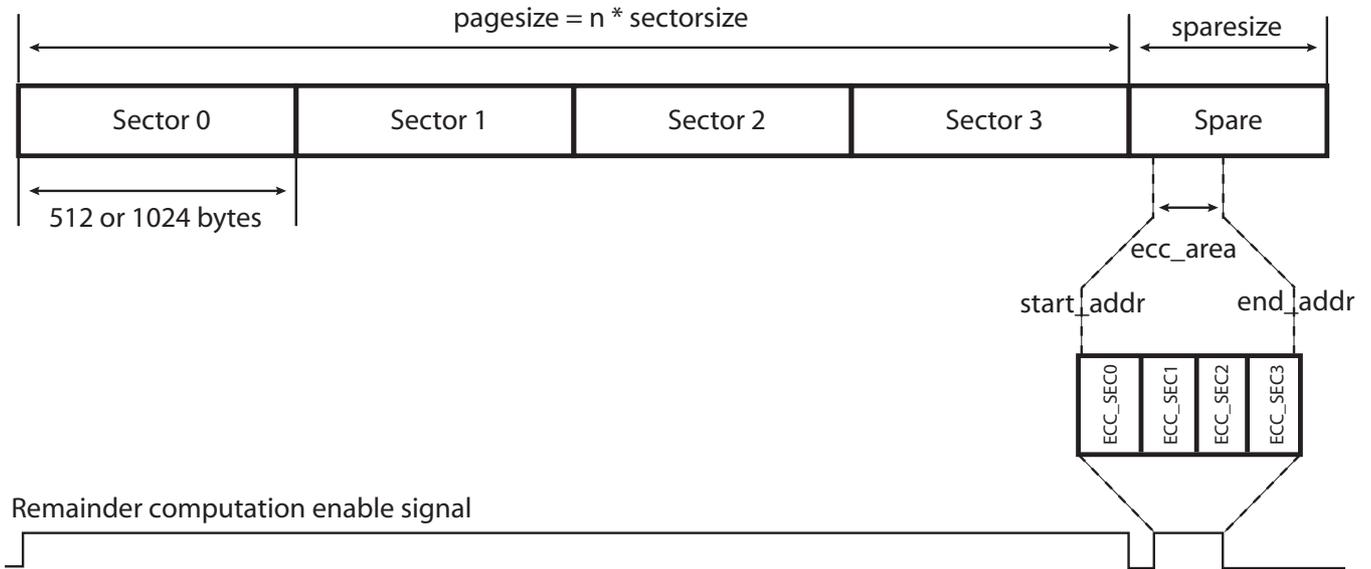 pagesize = n * sectorsize
sparesize
Sector 0
Sector 1
Sector 2
Sector 3
Spare
512 or 1024 bytes
ecc_area
start_addr
end_addr
ECC_SEC0
ECC_SEC1
ECC_SEC2
ECC_SEC3
Remainder computation enable signal